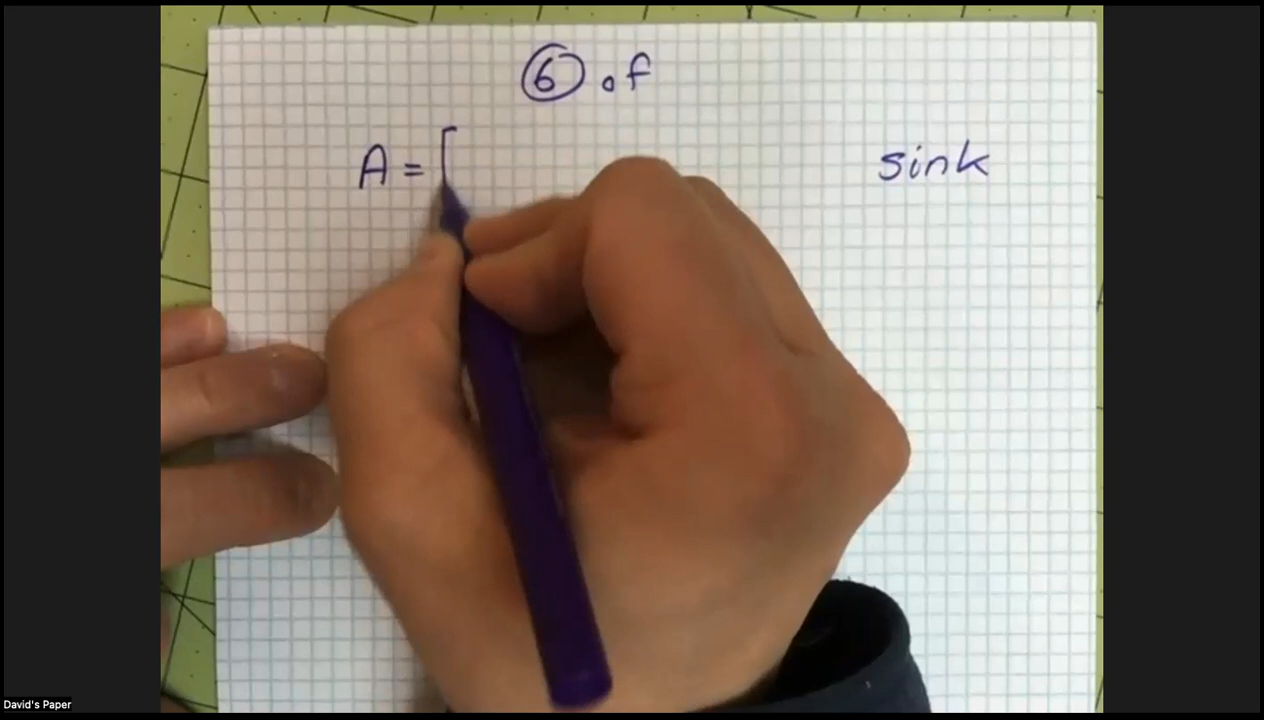 ⑥ of
A = [ sink
David's Paper